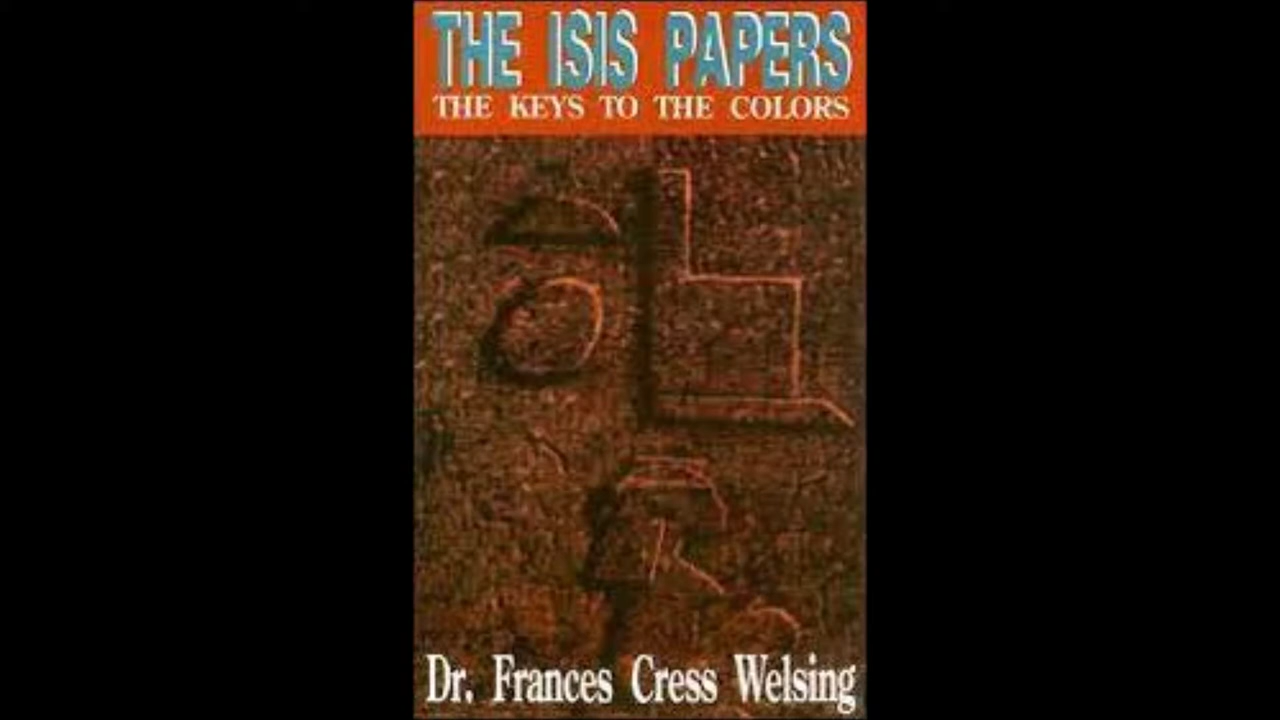 THE ISIS PAPERS
THE KEYS TO THE COLORS
Dr. Frances Cress Welsing